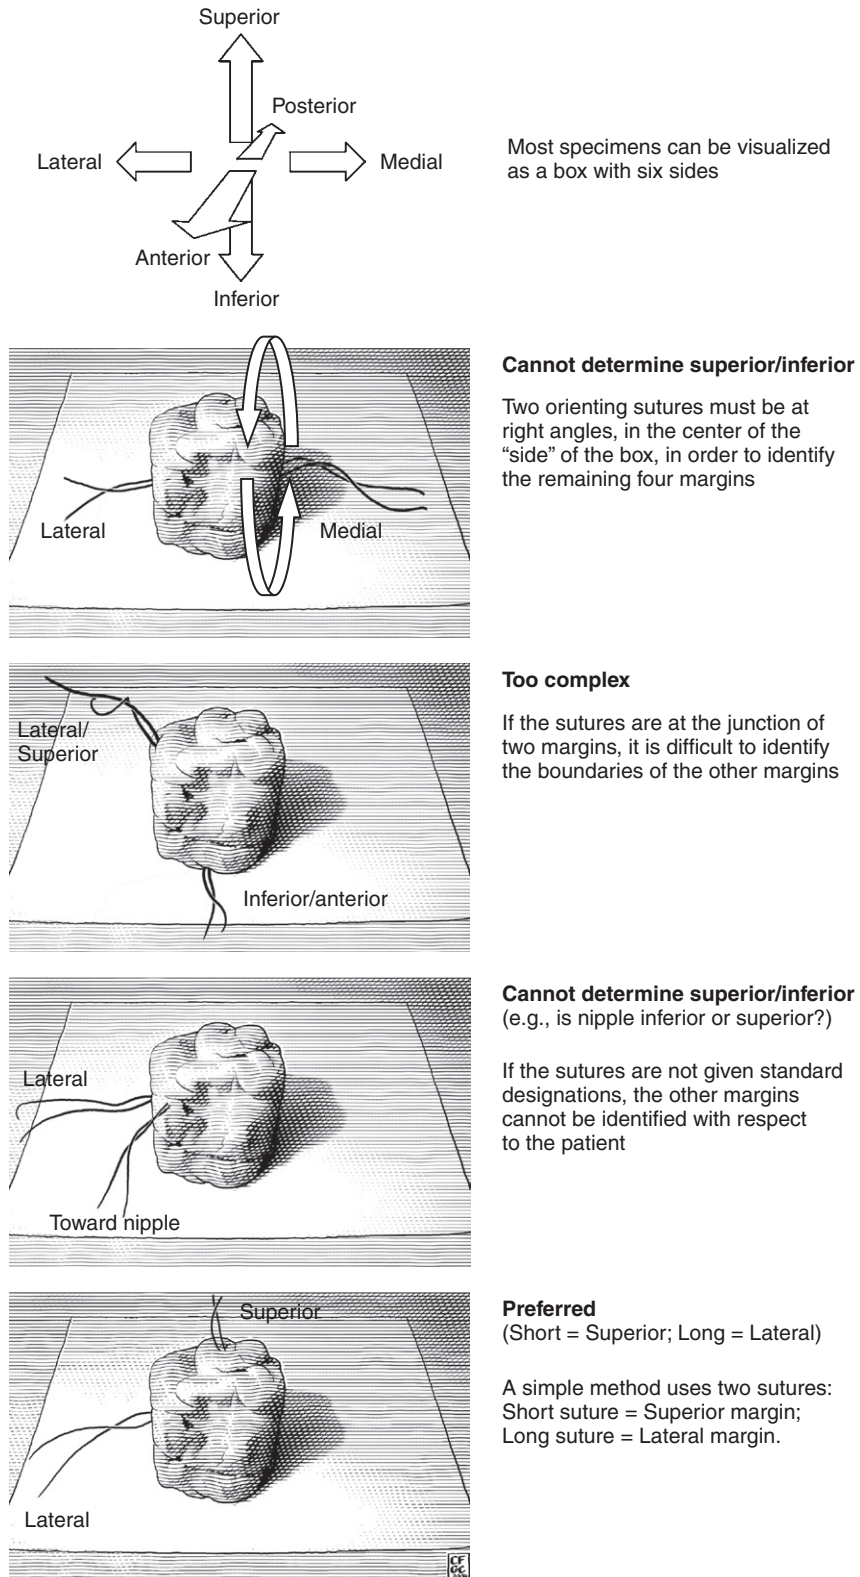 Superior
Posterior
Lateral
Medial
Anterior
Inferior
Most specimens can be visualized
as a box with six sides
Lateral
Medial
Cannot determine superior/inferior
Two orienting sutures must be at
right angles, in the center of the
“side” of the box, in order to identify
the remaining four margins
Lateral/
Superior
Inferior/anterior
Too complex
If the sutures are at the junction of
two margins, it is difficult to identify
the boundaries of the other margins
Lateral
Toward nipple
Cannot determine superior/inferior
(e.g., is nipple inferior or superior?)
If the sutures are not given standard
designations, the other margins
cannot be identified with respect
to the patient
Superior
Lateral
Preferred
(Short = Superior; Long = Lateral)
A simple method uses two sutures:
Short suture = Superior margin;
Long suture = Lateral margin.